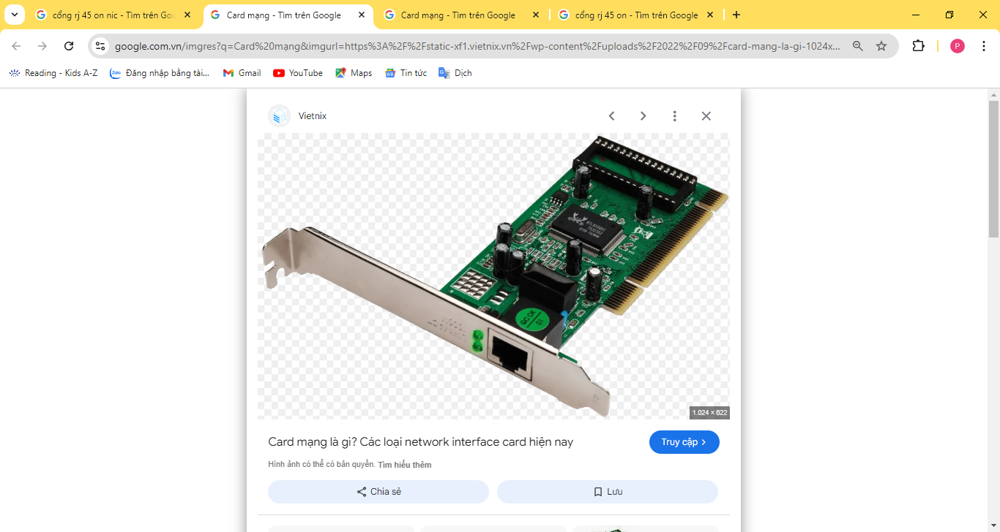 cổng rj 45 on nic - Tìm trên Goo
Card mạng - Tìm trên Google
Card mạng - Tìm trên Google
cổng rj 45 on - Tìm trên Google
google.com.vn/imgres?q=Card%20mạng&imgurl=https%3A%2F%2Fstatic-xf1.vietnix.vn%2Fwp-content%2Fuploads%2F2022%2F09%2Fcard-mang-la-gi-1024x...
P
Reading - Kids A-Z
Zalo
Đăng nhập bằng tài...
Gmail
YouTube
Maps
Tin tức
Dịch
Vietnix
QC OK
01
1.024 × 622
Card mạng là gì? Các loại network interface card hiện nay
Truy cập
Hình ảnh có thể có bản quyền. Tìm hiểu thêm
Chia sẻ
Lưu